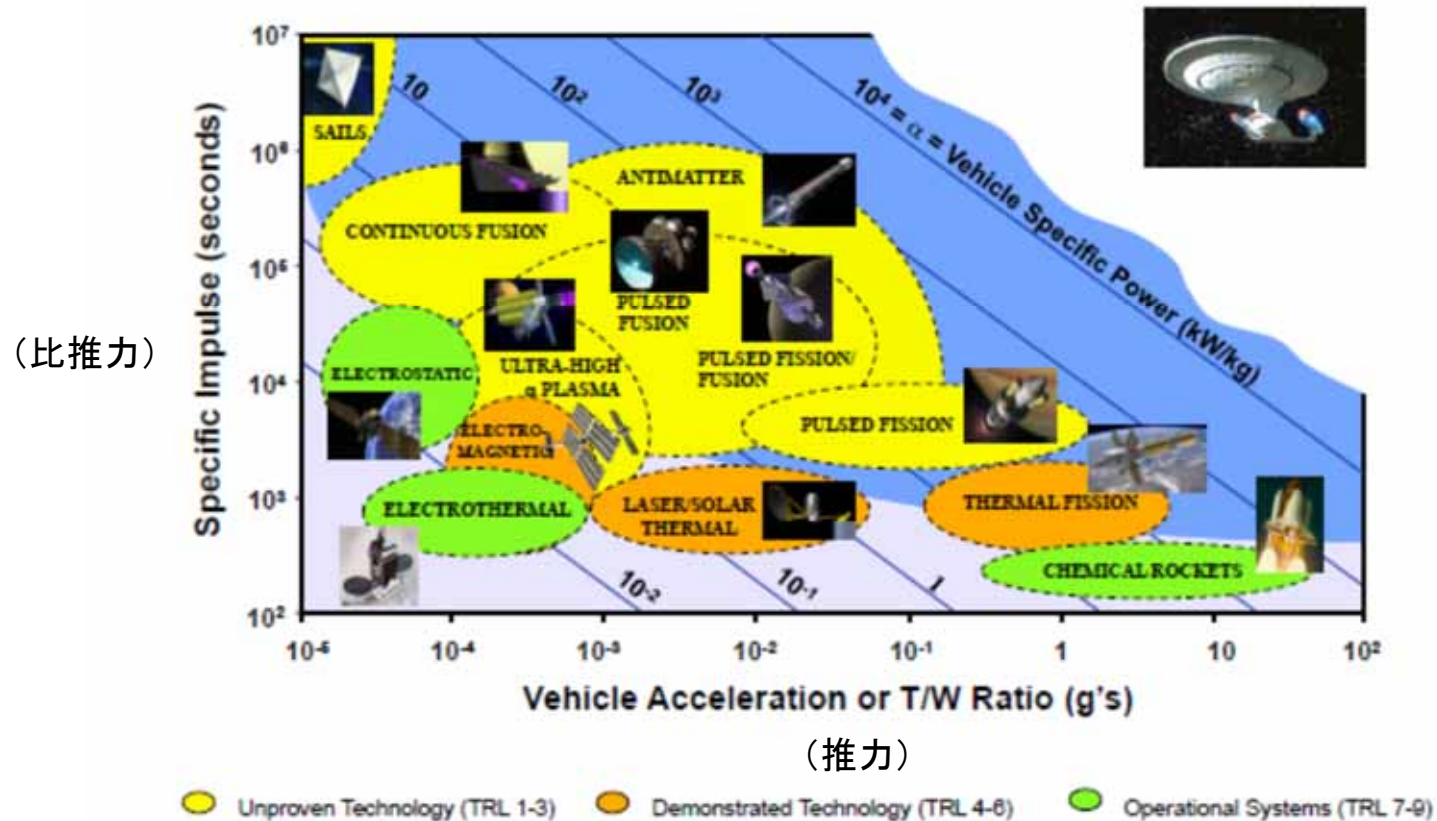 10⁷
10⁶
10⁵
10⁴
10³
10²
Specific Impulse (seconds)
(比推力)
SAILS
10
10²
10³
10⁴ = α = Vehicle Specific Power (kW/kg)
ANTIMATTER
CONTINUOUS FUSION
PULSED
FUSION
ULTRA-HIGH
α PLASMA
PULSED FISSION/
FUSION
ELECTROSTATIC
PULSED FISSION
ELECTRO-
MAGNETIC
ELECTROTHERMAL
LASER/SOLAR
THERMAL
THERMAL FISSION
CHEMICAL ROCKETS
10⁻²
10⁻¹
1
10⁻⁵
10⁻⁴
10⁻³
10⁻²
10⁻¹
1
10
10²
Vehicle Acceleration or T/W Ratio (g's)
(推力)
Unproven Technology (TRL 1-3)
Demonstrated Technology (TRL 4-6)
Operational Systems (TRL 7-9)